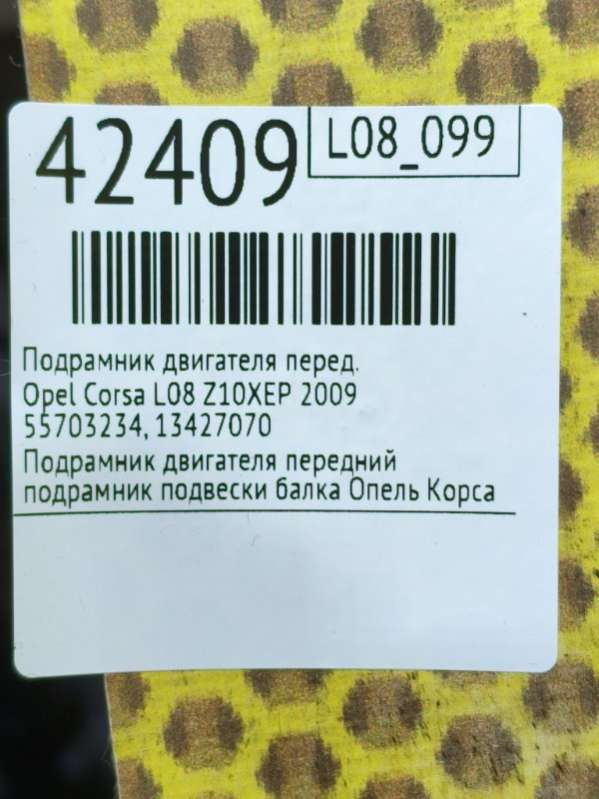 42409
L08_099
Подрамник двигателя перед.
Opel Corsa L08 Z10XEP 2009
55703234, 13427070
Подрамник двигателя передний
подрамник подвески балка Опель Корса